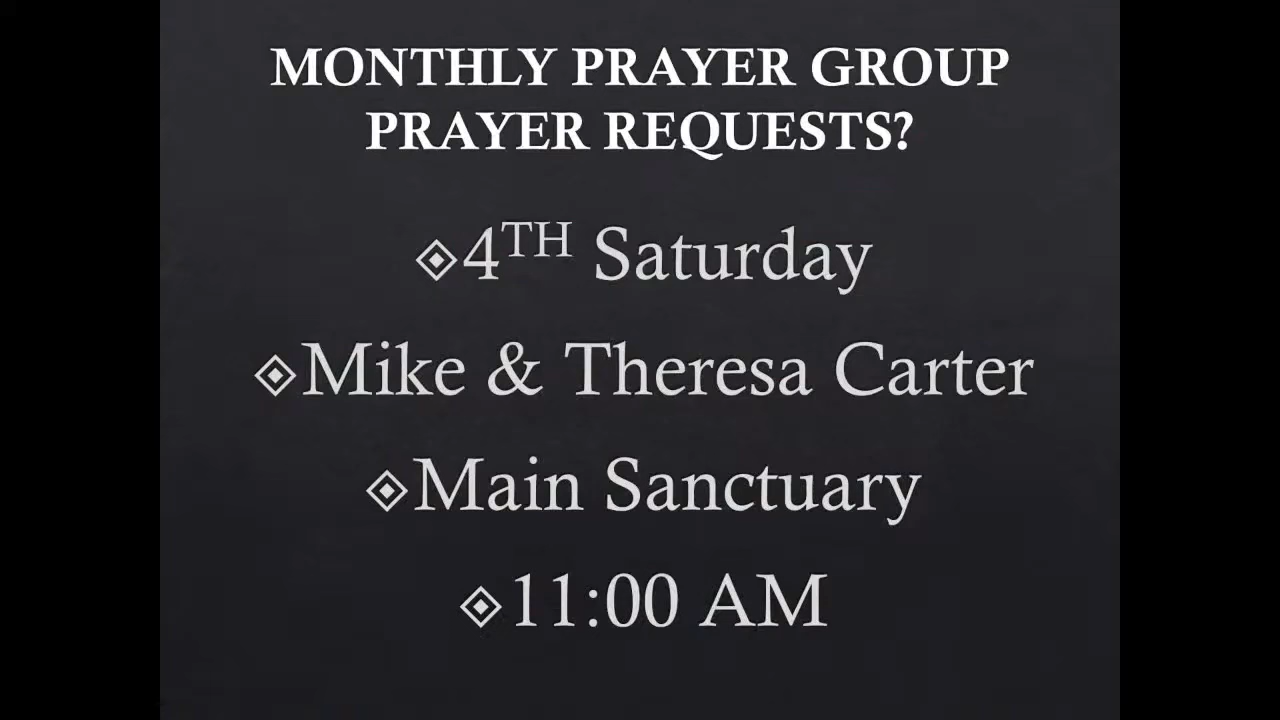 MONTHLY PRAYER GROUP
PRAYER REQUESTS?
4TH Saturday
Mike & Theresa Carter
Main Sanctuary
11:00 AM